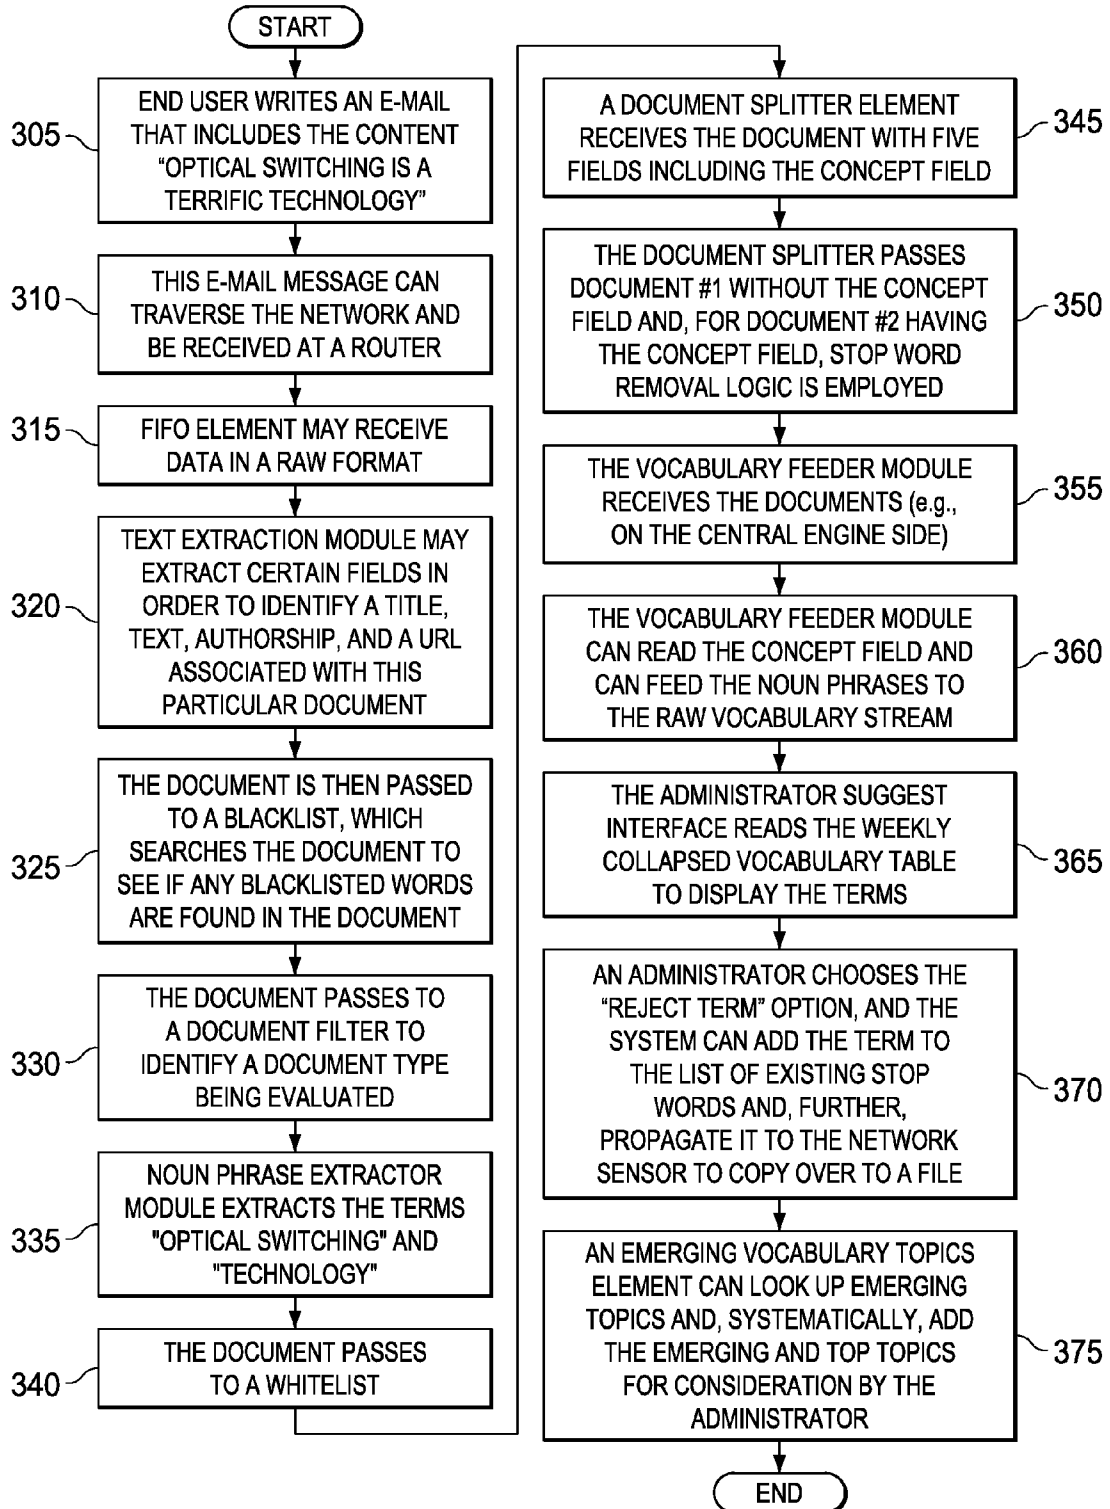 START
305
END USER WRITES AN E-MAIL
THAT INCLUDES THE CONTENT
“OPTICAL SWITCHING IS A
TERRIFIC TECHNOLOGY”
310
THIS E-MAIL MESSAGE CAN
TRAVERSE THE NETWORK AND
BE RECEIVED AT A ROUTER
315
FIFO ELEMENT MAY RECEIVE
DATA IN A RAW FORMAT
320
TEXT EXTRACTION MODULE MAY
EXTRACT CERTAIN FIELDS IN
ORDER TO IDENTIFY A TITLE,
TEXT, AUTHORSHIP, AND A URL
ASSOCIATED WITH THIS
PARTICULAR DOCUMENT
325
THE DOCUMENT IS THEN PASSED
TO A BLACKLIST, WHICH
SEARCHES THE DOCUMENT TO
SEE IF ANY BLACKLISTED WORDS
ARE FOUND IN THE DOCUMENT
330
THE DOCUMENT PASSES TO
A DOCUMENT FILTER TO
IDENTIFY A DOCUMENT TYPE
BEING EVALUATED
335
NOUN PHRASE EXTRACTOR
MODULE EXTRACTS THE TERMS
"OPTICAL SWITCHING" AND
"TECHNOLOGY"
340
THE DOCUMENT PASSES
TO A WHITELIST
A DOCUMENT SPLITTER ELEMENT
RECEIVES THE DOCUMENT WITH FIVE
FIELDS INCLUDING THE CONCEPT FIELD
345
THE DOCUMENT SPLITTER PASSES
DOCUMENT #1 WITHOUT THE CONCEPT
FIELD AND, FOR DOCUMENT #2 HAVING
THE CONCEPT FIELD, STOP WORD
REMOVAL LOGIC IS EMPLOYED
350
THE VOCABULARY FEEDER MODULE
RECEIVES THE DOCUMENTS (e.g.,
ON THE CENTRAL ENGINE SIDE)
355
THE VOCABULARY FEEDER MODULE
CAN READ THE CONCEPT FIELD AND
CAN FEED THE NOUN PHRASES TO
THE RAW VOCABULARY STREAM
360
THE ADMINISTRATOR SUGGEST
INTERFACE READS THE WEEKLY
COLLAPSED VOCABULARY TABLE
TO DISPLAY THE TERMS
365
AN ADMINISTRATOR CHOOSES THE
“REJECT TERM” OPTION, AND THE
SYSTEM CAN ADD THE TERM TO
THE LIST OF EXISTING STOP
WORDS AND, FURTHER,
PROPAGATE IT TO THE NETWORK
SENSOR TO COPY OVER TO A FILE
370
AN EMERGING VOCABULARY TOPICS
ELEMENT CAN LOOK UP EMERGING
TOPICS AND, SYSTEMATICALLY, ADD
THE EMERGING AND TOP TOPICS
FOR CONSIDERATION BY THE
ADMINISTRATOR
375
END